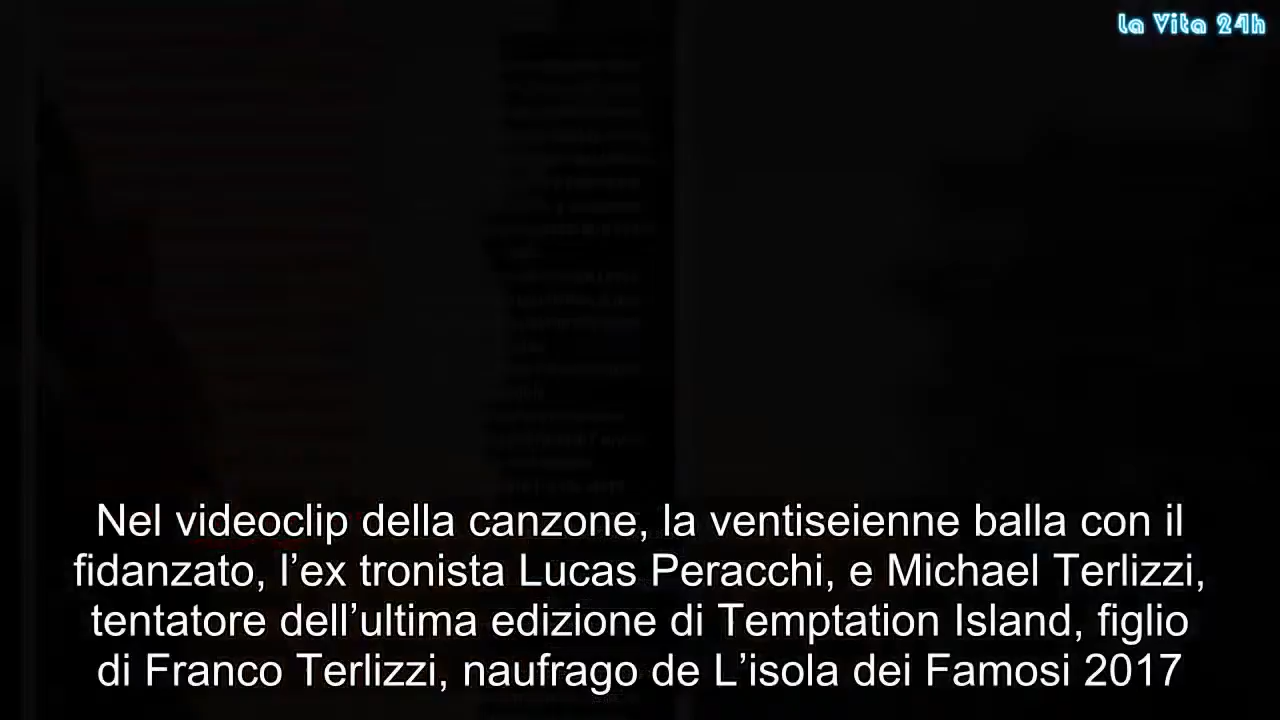 la Vita 24h
Nel videoclip della canzone, la ventiseienne balla con il
fidanzato, l’ex tronista Lucas Peracchi, e Michael Terlizzi,
tentatore dell’ultima edizione di Temptation Island, figlio
di Franco Terlizzi, naufrago de L’isola dei Famosi 2017